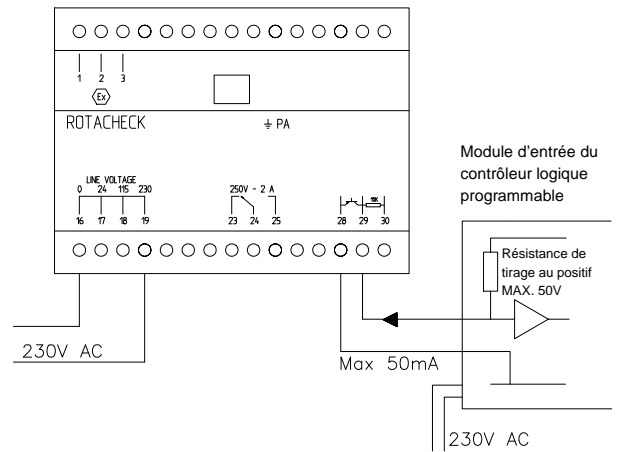 1 2 3
Ex
ROTACHECK
PA
LINE VOLTAGE
0 24 115 230
16 17 18 19
250V - 2 A
23 24 25
10K
28 29 30
Module d'entrée du
contrôleur logique
programmable
Résistance de
tirage au positif
MAX. 50V
230V AC
Max 50mA
230V AC